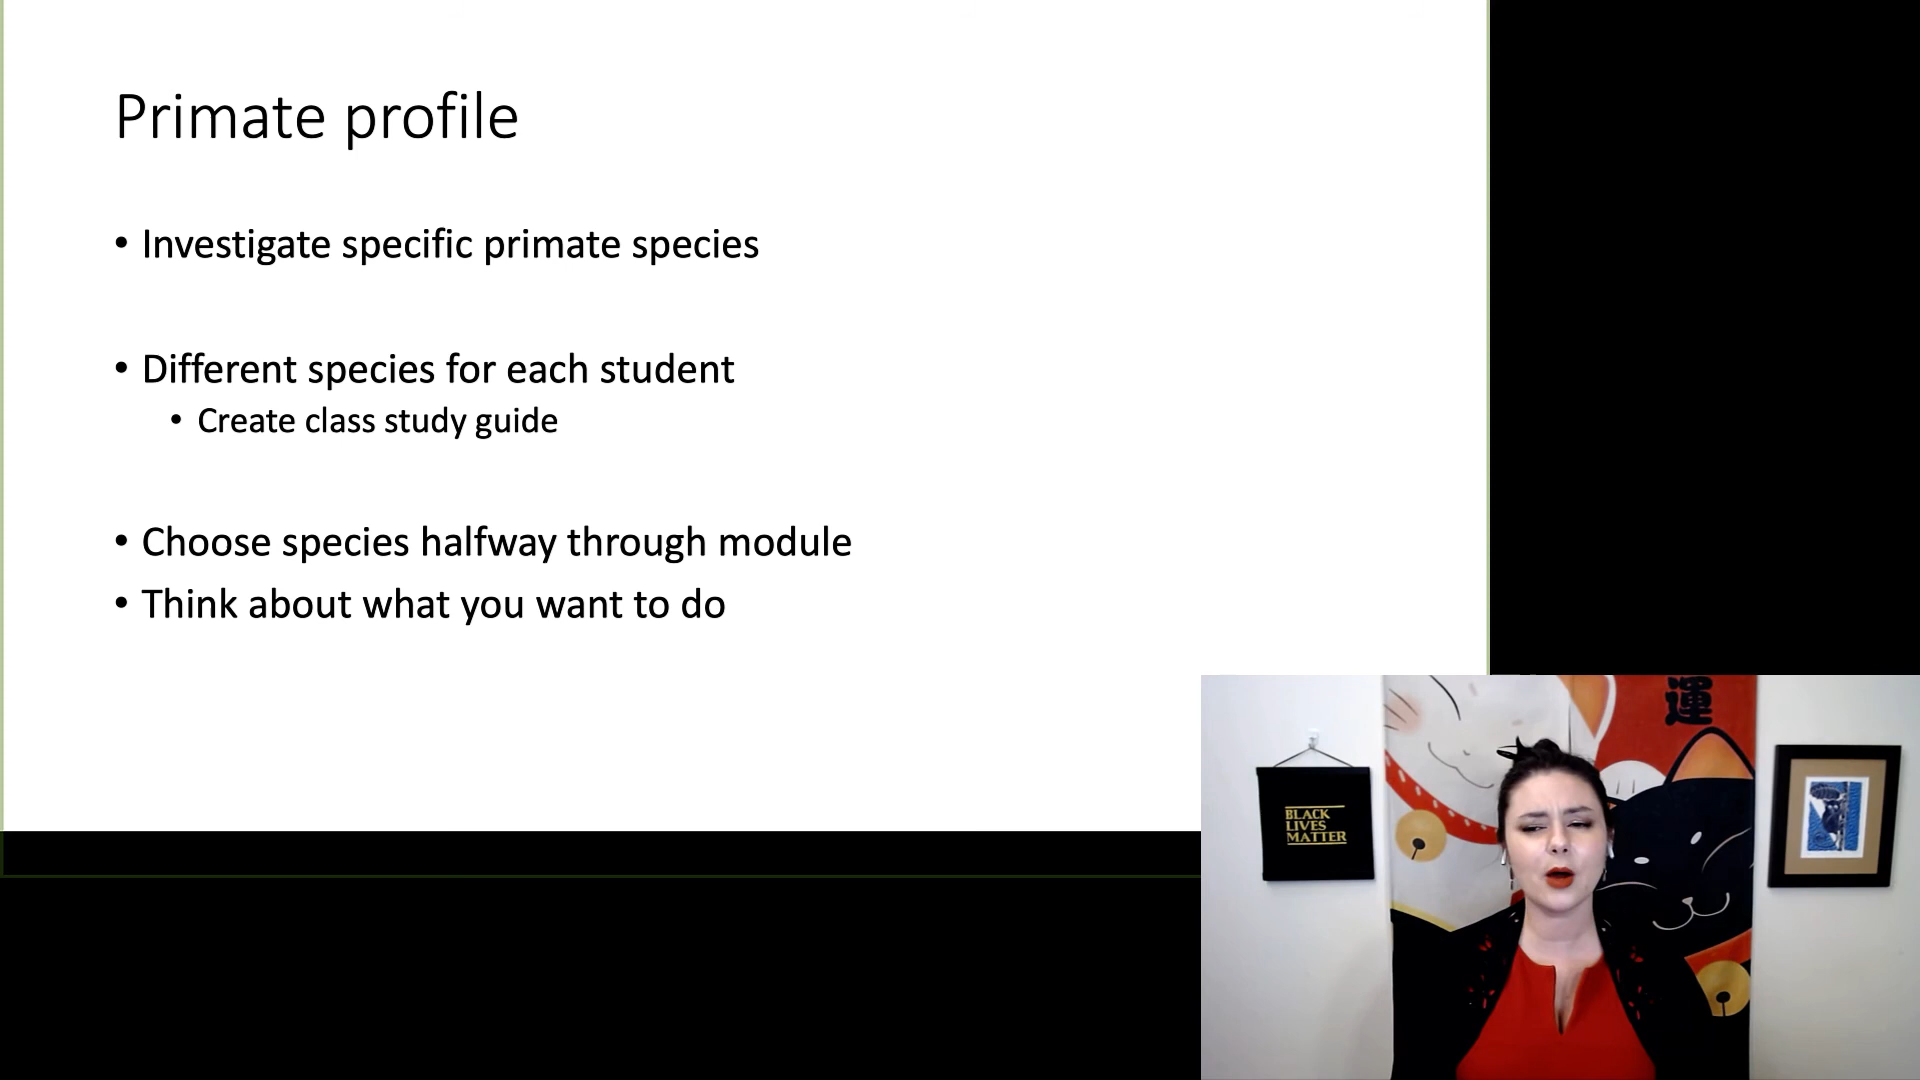 Primate profile
• Investigate specific primate species
• Different species for each student
• Create class study guide
• Choose species halfway through module
• Think about what you want to do
運
BLACK
LIVES
MATTER